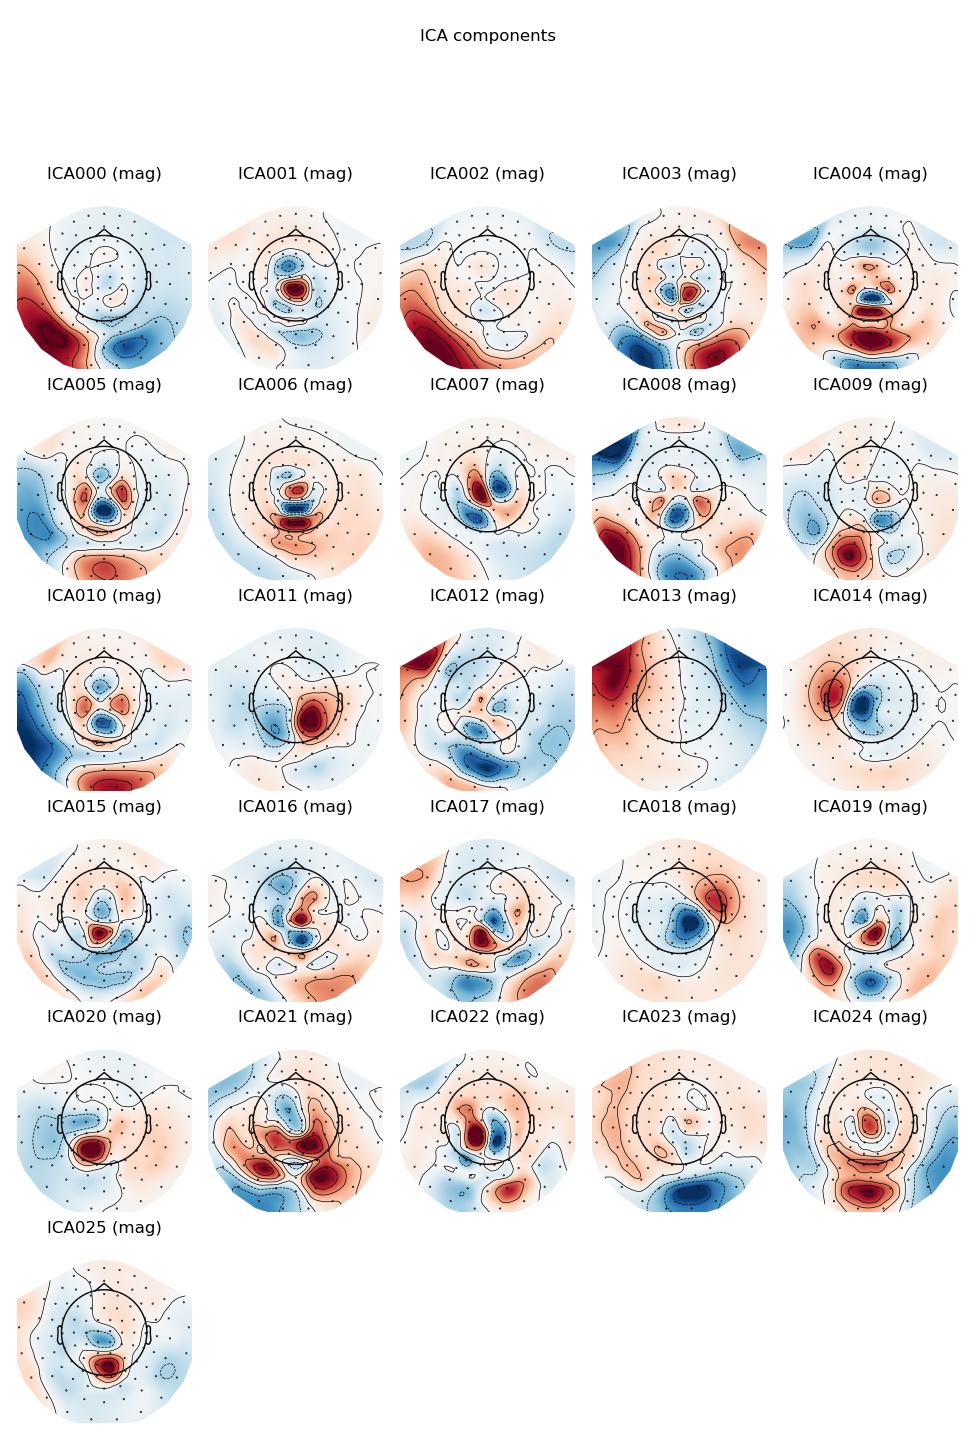 ICA components
ICA000 (mag) ICA001 (mag) ICA002 (mag) ICA003 (mag) ICA004 (mag)
ICA005 (mag) ICA006 (mag) ICA007 (mag) ICA008 (mag) ICA009 (mag)
ICA010 (mag) ICA011 (mag) ICA012 (mag) ICA013 (mag) ICA014 (mag)
ICA015 (mag) ICA016 (mag) ICA017 (mag) ICA018 (mag) ICA019 (mag)
ICA020 (mag) ICA021 (mag) ICA022 (mag) ICA023 (mag) ICA024 (mag)
ICA025 (mag)